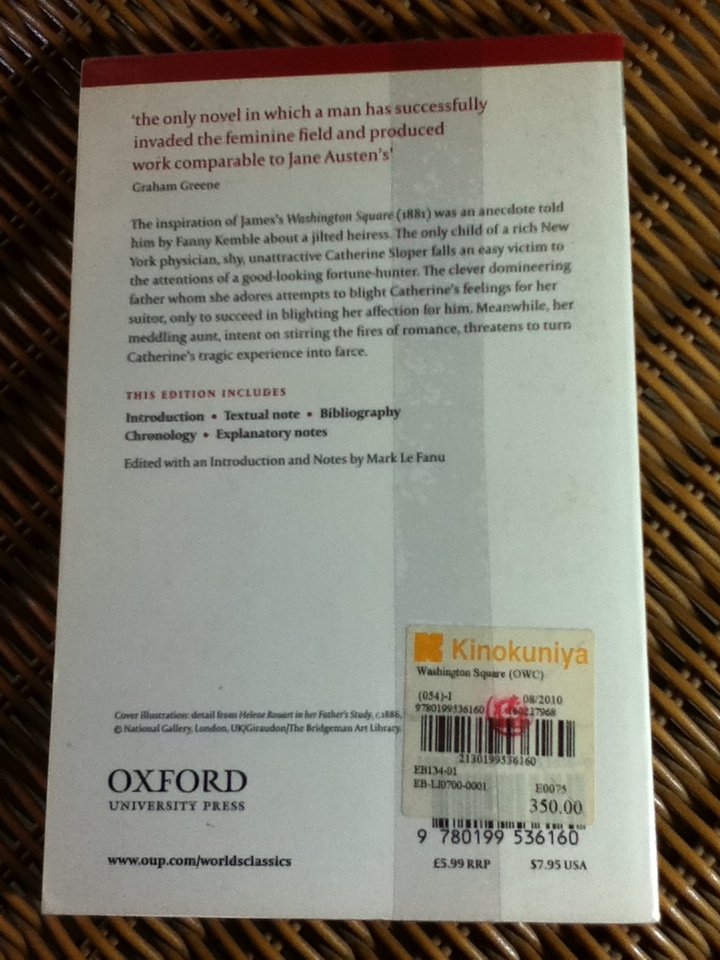 'the only novel in which a man has successfully
invaded the feminine field and produced
work comparable to Jane Austen's'
Graham Greene
The inspiration of James's Washington Square (1881) was an anecdote told
him by Fanny Kemble about a jilted heiress. The only child of a rich New
York physician, shy, unattractive Catherine Sloper falls an easy victim to
the attentions of a good-looking fortune-hunter. The clever domineering
father whom she adores attempts to blight Catherine's feelings for her
suitor, only to succeed in blighting her affection for him. Meanwhile, her
meddling aunt, intent on stirring the fires of romance, threatens to turn
Catherine's tragic experience into farce.
THIS EDITION INCLUDES
Introduction • Textual note • Bibliography
Chronology • Explanatory notes
Edited with an Introduction and Notes by Mark Le Fanu
Cover illustration: detail from Helene Rouart in her Father's Study, c.1886,
© National Gallery, London, UK/Giraudon/The Bridgeman Art Library.
OXFORD
UNIVERSITY PRESS
www.oup.com/worldsclassics
Kinokuniya
Washington Square (OWC)
(054)-I 08/2010
9780199536160
2130199536160
EB134-01
EB-LI0700-0001 E0075
350.00
9 780199 536160
£5.99 RRP $7.95 USA